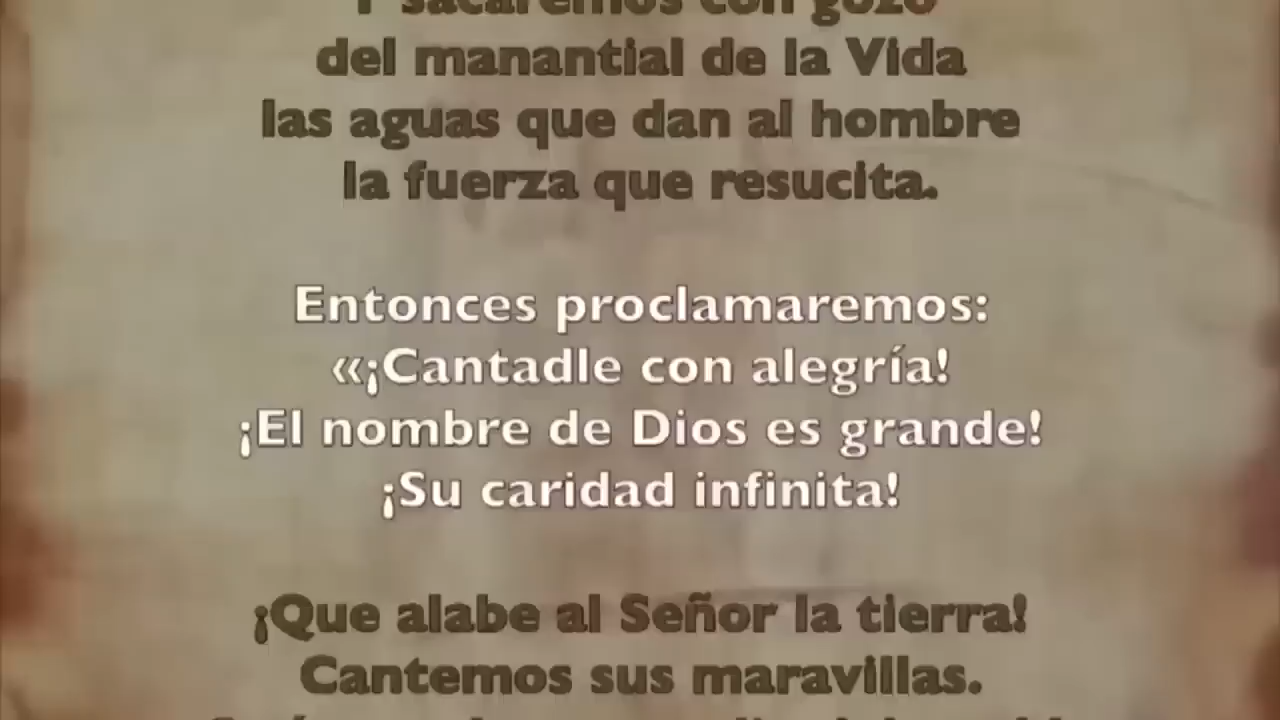 Y sacaremos con gozo
del manantial de la Vida
las aguas que dan al hombre
la fuerza que resucita.
Entonces proclamaremos:
«¡Cantadle con alegría!
¡El nombre de Dios es grande!
¡Su caridad infinita!
¡Que alabe al Señor la tierra!
Cantemos sus maravillas.